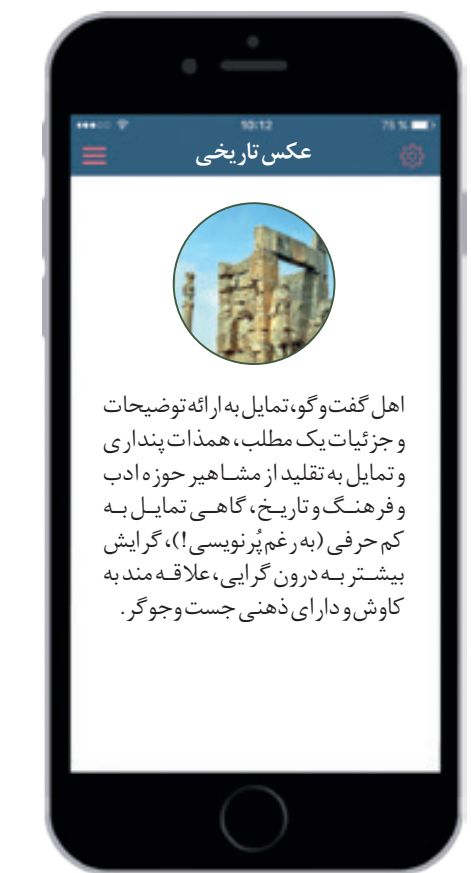 10:12
78 %
عکس تاریخی
اهل گفت‌وگو، تمایل به ارائه توضیحات
و جزئیات یک مطلب، همذات پنداری
و تمایل به تقلید از مشاهیر حوزه ادب
و فرهنگ و تاریخ، گاهی تمایل به
کم حرفی (به رغم پُرنویسی!)، گرایش
بیشتر به درون گرایی، علاقه مند به
کاوش و دارای ذهنی جست‌وجوگر.